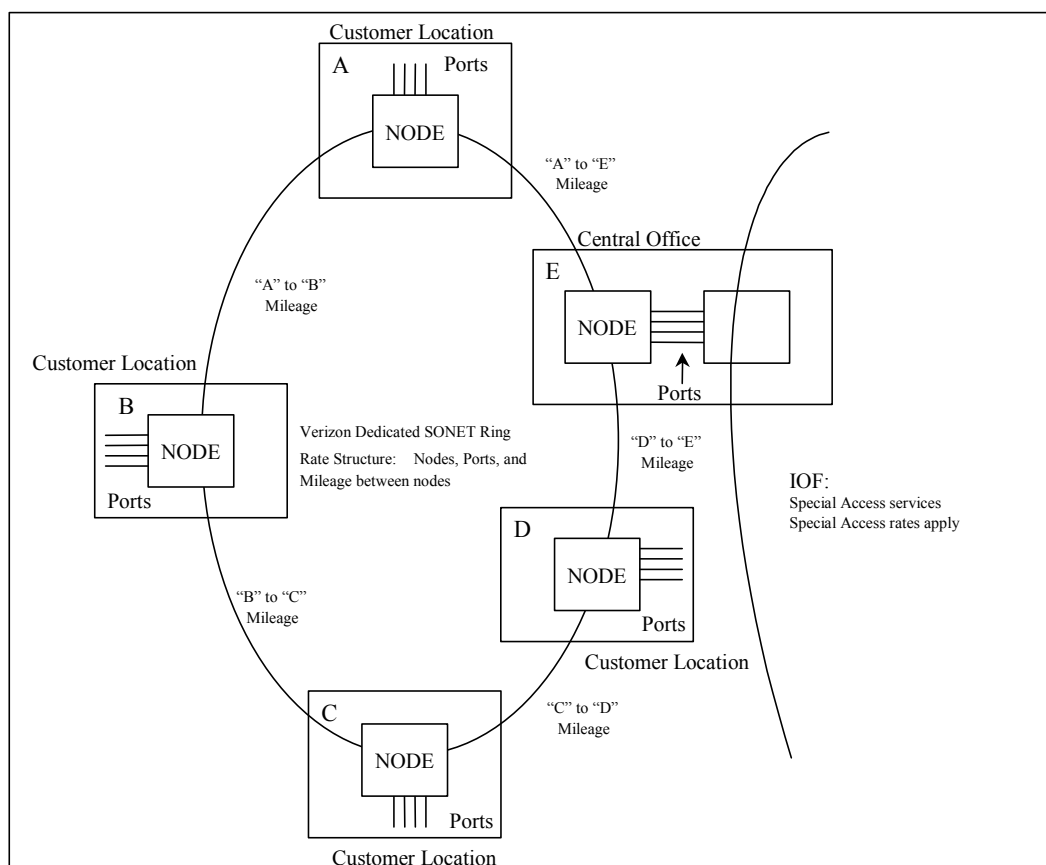 Customer Location
A
Ports
NODE
“A” to “E”
Mileage
Central Office
E
NODE
Ports
“A” to “B”
Mileage
Customer Location
B
NODE
Ports
Verizon Dedicated SONET Ring
Rate Structure: Nodes, Ports, and
Mileage between nodes
“D” to “E”
Mileage
IOF:
Special Access services
Special Access rates apply
D
NODE
Ports
Customer Location
“B” to “C”
Mileage
“C” to “D”
Mileage
C
NODE
Ports
Customer Location